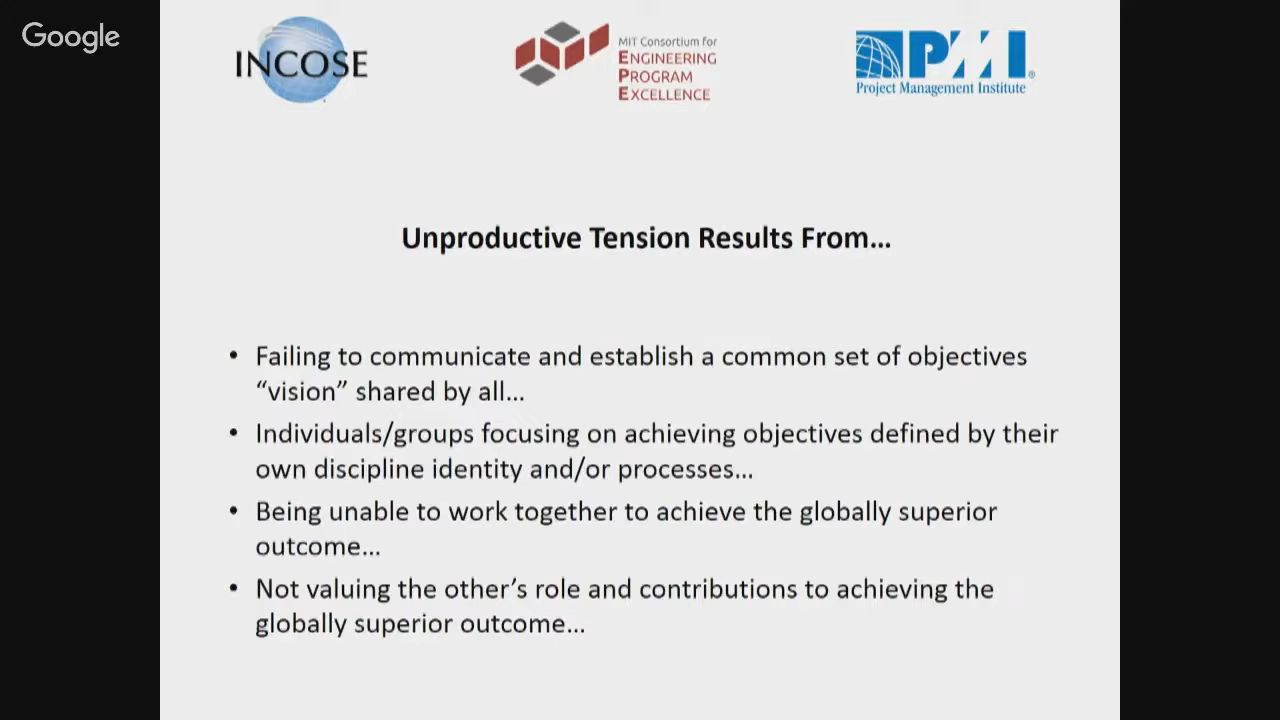 Google
INCOSE
MIT Consortium for
ENGINEERING
PROGRAM
EXCELLENCE
PMI®
Project Management Institute
Unproductive Tension Results From...
• Failing to communicate and establish a common set of objectives
“vision” shared by all...
• Individuals/groups focusing on achieving objectives defined by their
own discipline identity and/or processes...
• Being unable to work together to achieve the globally superior
outcome...
• Not valuing the other’s role and contributions to achieving the
globally superior outcome...